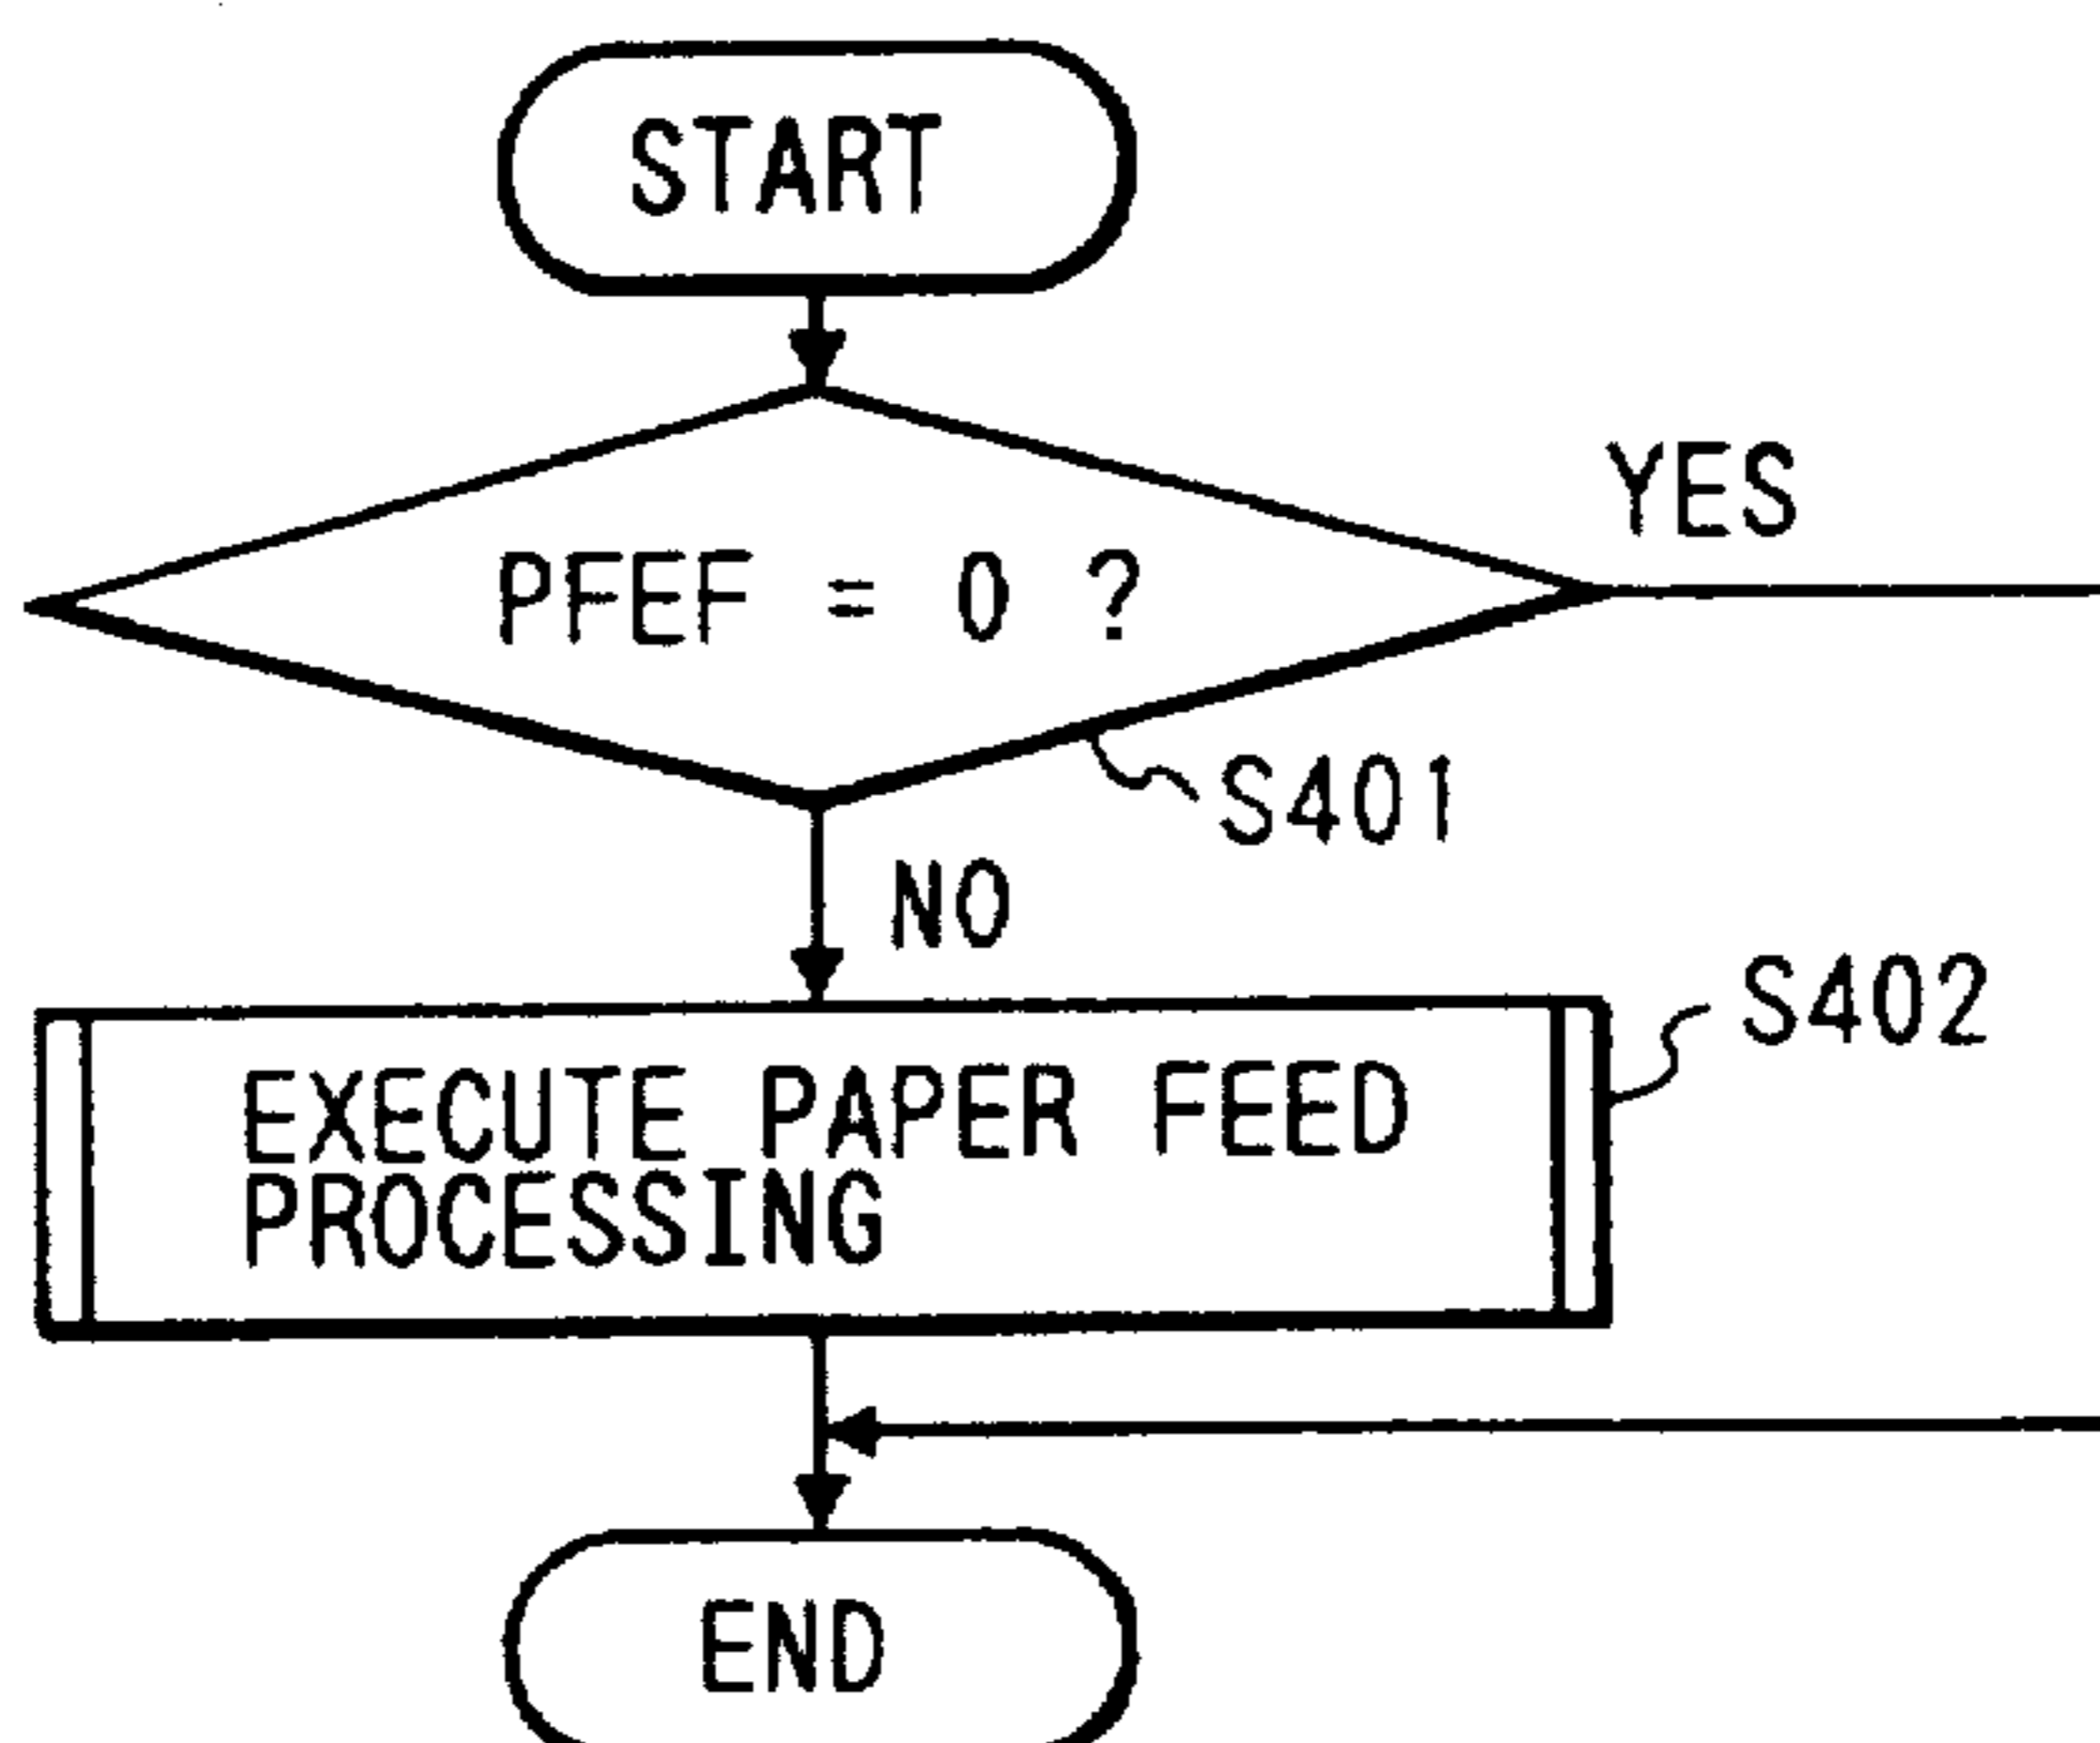 START
YES
PFEF = 0 ?
S401
NO
S402
EXECUTE PAPER FEED
PROCESSING
END